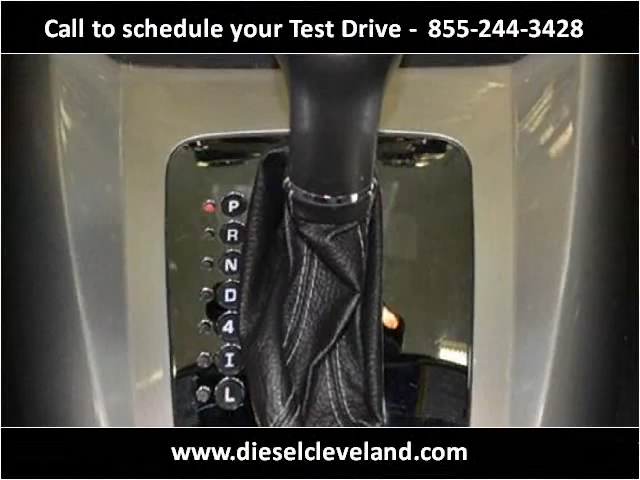 Call to schedule your Test Drive - 855-244-3428
P
R
N
D
4
I
L
www.dieselcleveland.com